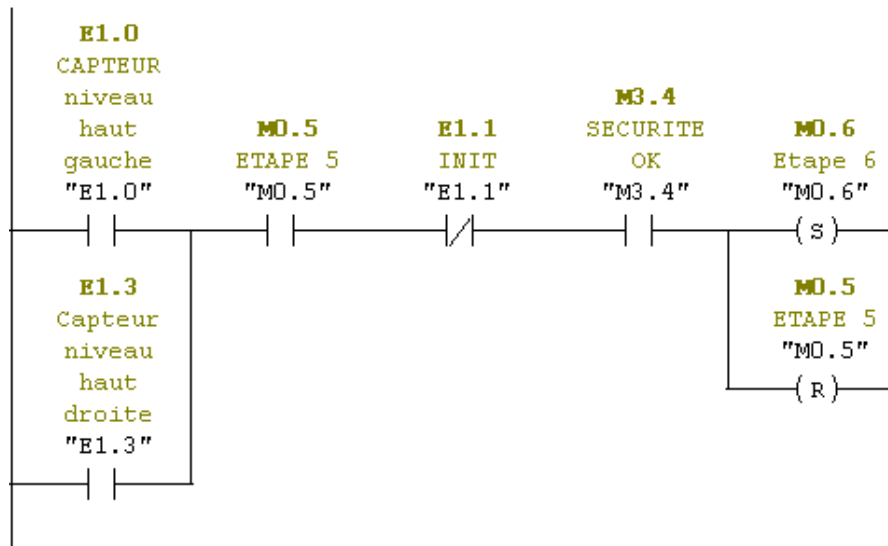 E1.0
CAPTEUR
niveau
haut
gauche
"E1.0"
M0.5
ETAPE 5
"M0.5"
E1.1
INIT
"E1.1"
M3.4
SECURITE
OK
"M3.4"
M0.6
Etape 6
"M0.6"
S
E1.3
Capteur
niveau
haut
droite
"E1.3"
M0.5
ETAPE 5
"M0.5"
R